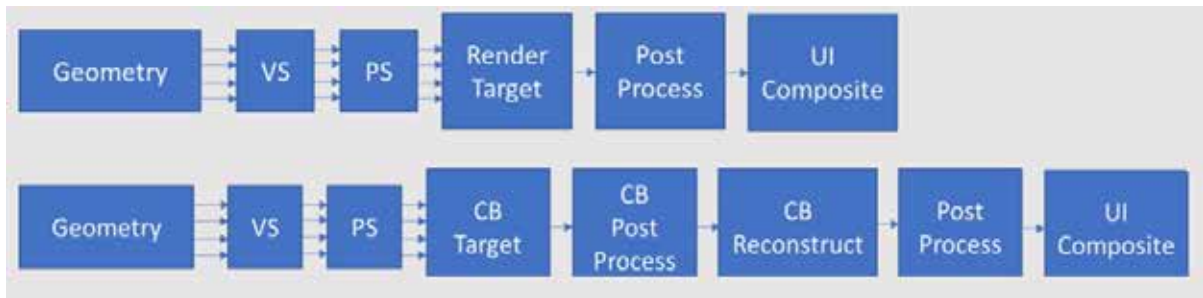 Geometry
VS
PS
Render
Target
Post
Process
UI
Composite
Geometry
VS
PS
CB
Target
CB
Post
Process
CB
Reconstruct
Post
Process
UI
Composite